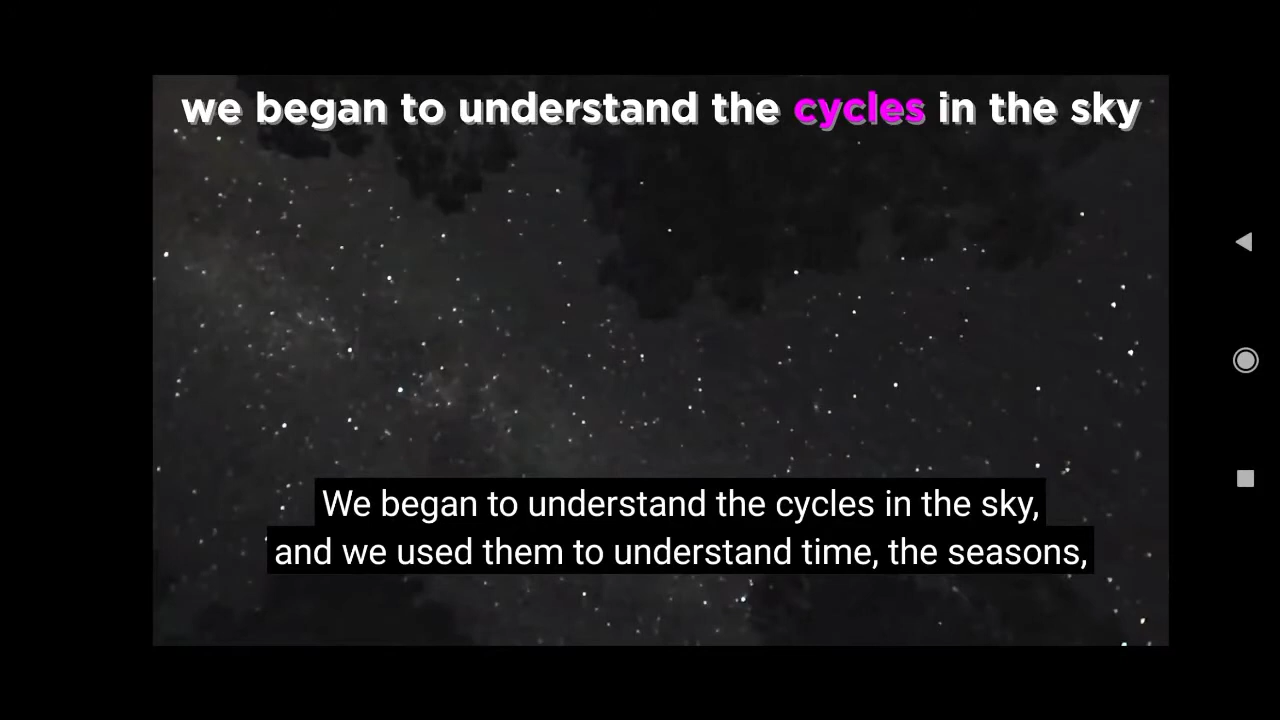 we began to understand the cycles in the sky
We began to understand the cycles in the sky,
and we used them to understand time, the seasons,